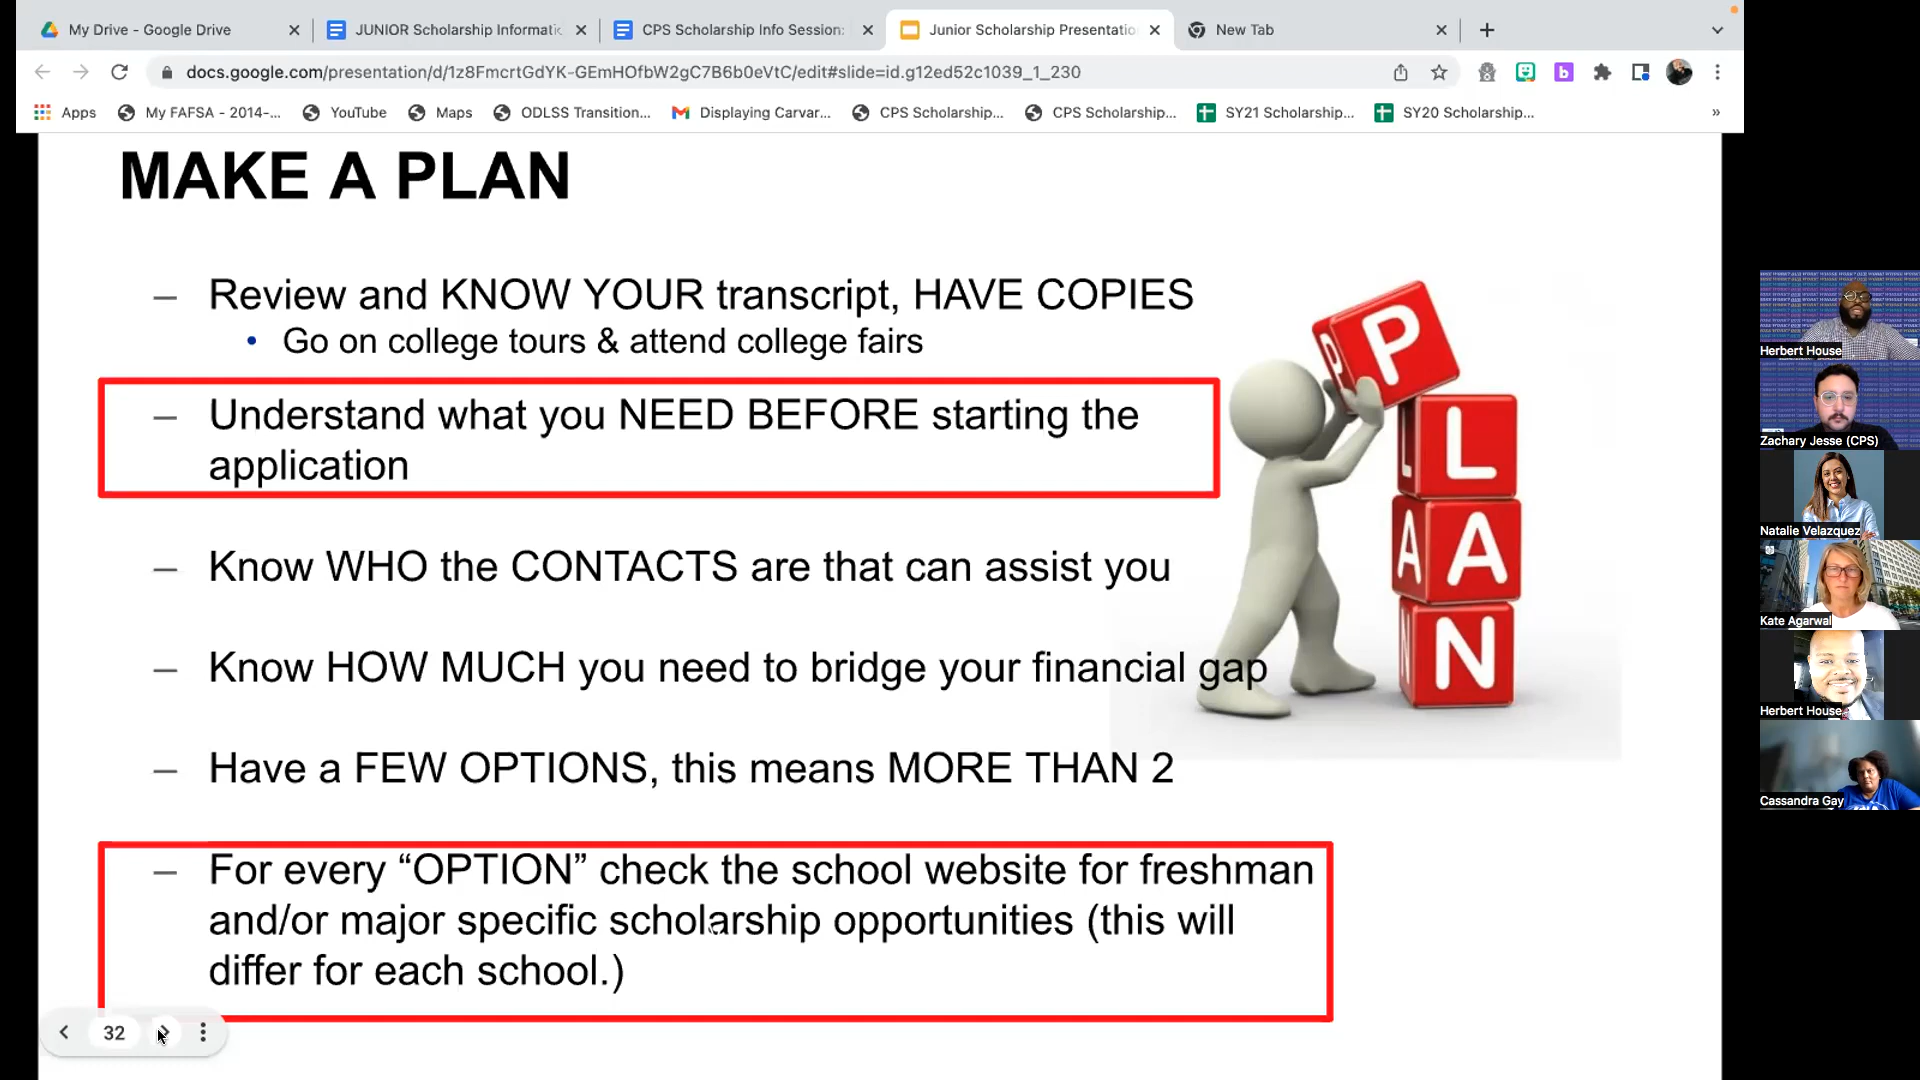 My Drive - Google Drive
JUNIOR Scholarship Informatic
CPS Scholarship Info Session:
Junior Scholarship Presentatio
New Tab
docs.google.com/presentation/d/1z8FmcrtGdYK-GEmHOfbW2gC7B6b0eVtC/edit#slide=id.g12ed52c1039_1_230
Apps
My FAFSA - 2014-...
YouTube
Maps
ODLSS Transition...
Displaying Carvar...
CPS Scholarship...
CPS Scholarship...
SY21 Scholarship...
SY20 Scholarship...
»
MAKE A PLAN
– Review and KNOW YOUR transcript, HAVE COPIES
• Go on college tours & attend college fairs
– Understand what you NEED BEFORE starting the
application
– Know WHO the CONTACTS are that can assist you
– Know HOW MUCH you need to bridge your financial gap
– Have a FEW OPTIONS, this means MORE THAN 2
– For every “OPTION” check the school website for freshman
and/or major specific scholarship opportunities (this will
differ for each school.)
P P
L L
A A
N N
32
Herbert House
Zachary Jesse (CPS)
Natalie Velazquez
Kate Agarwal
Herbert House
Cassandra Gay